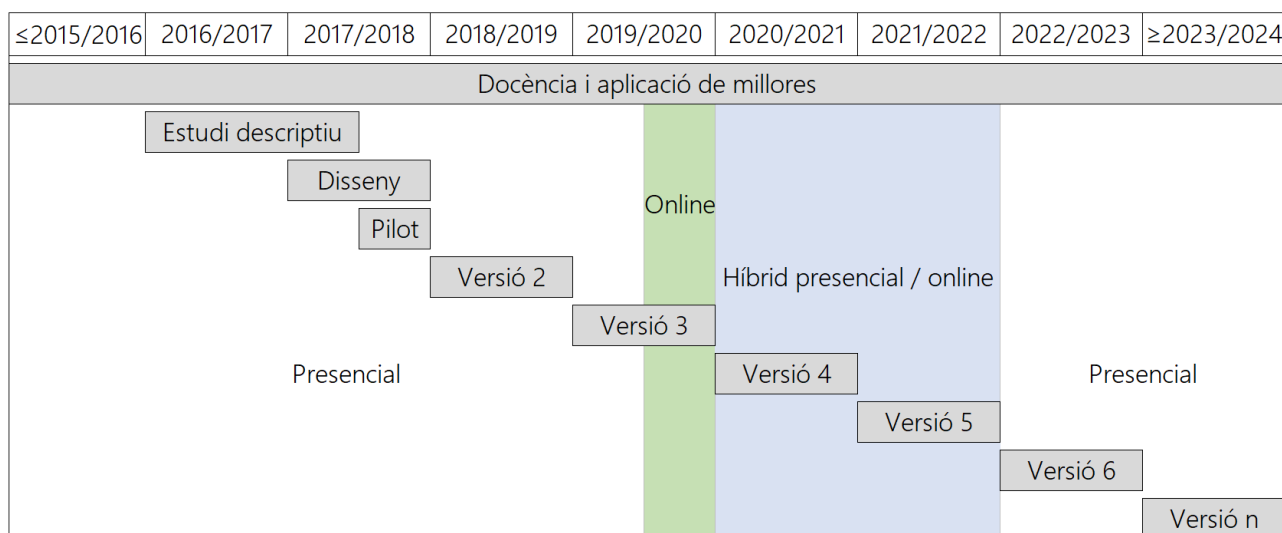 ≤2015/2016 2016/2017 2017/2018 2018/2019 2019/2020 2020/2021 2021/2022 2022/2023 ≥2023/2024
Docència i aplicació de millores
Estudi descriptiu
Disseny
Online
Pilot
Versió 2
Híbrid presencial / online
Versió 3
Presencial
Versió 4
Presencial
Versió 5
Versió 6
Versió n